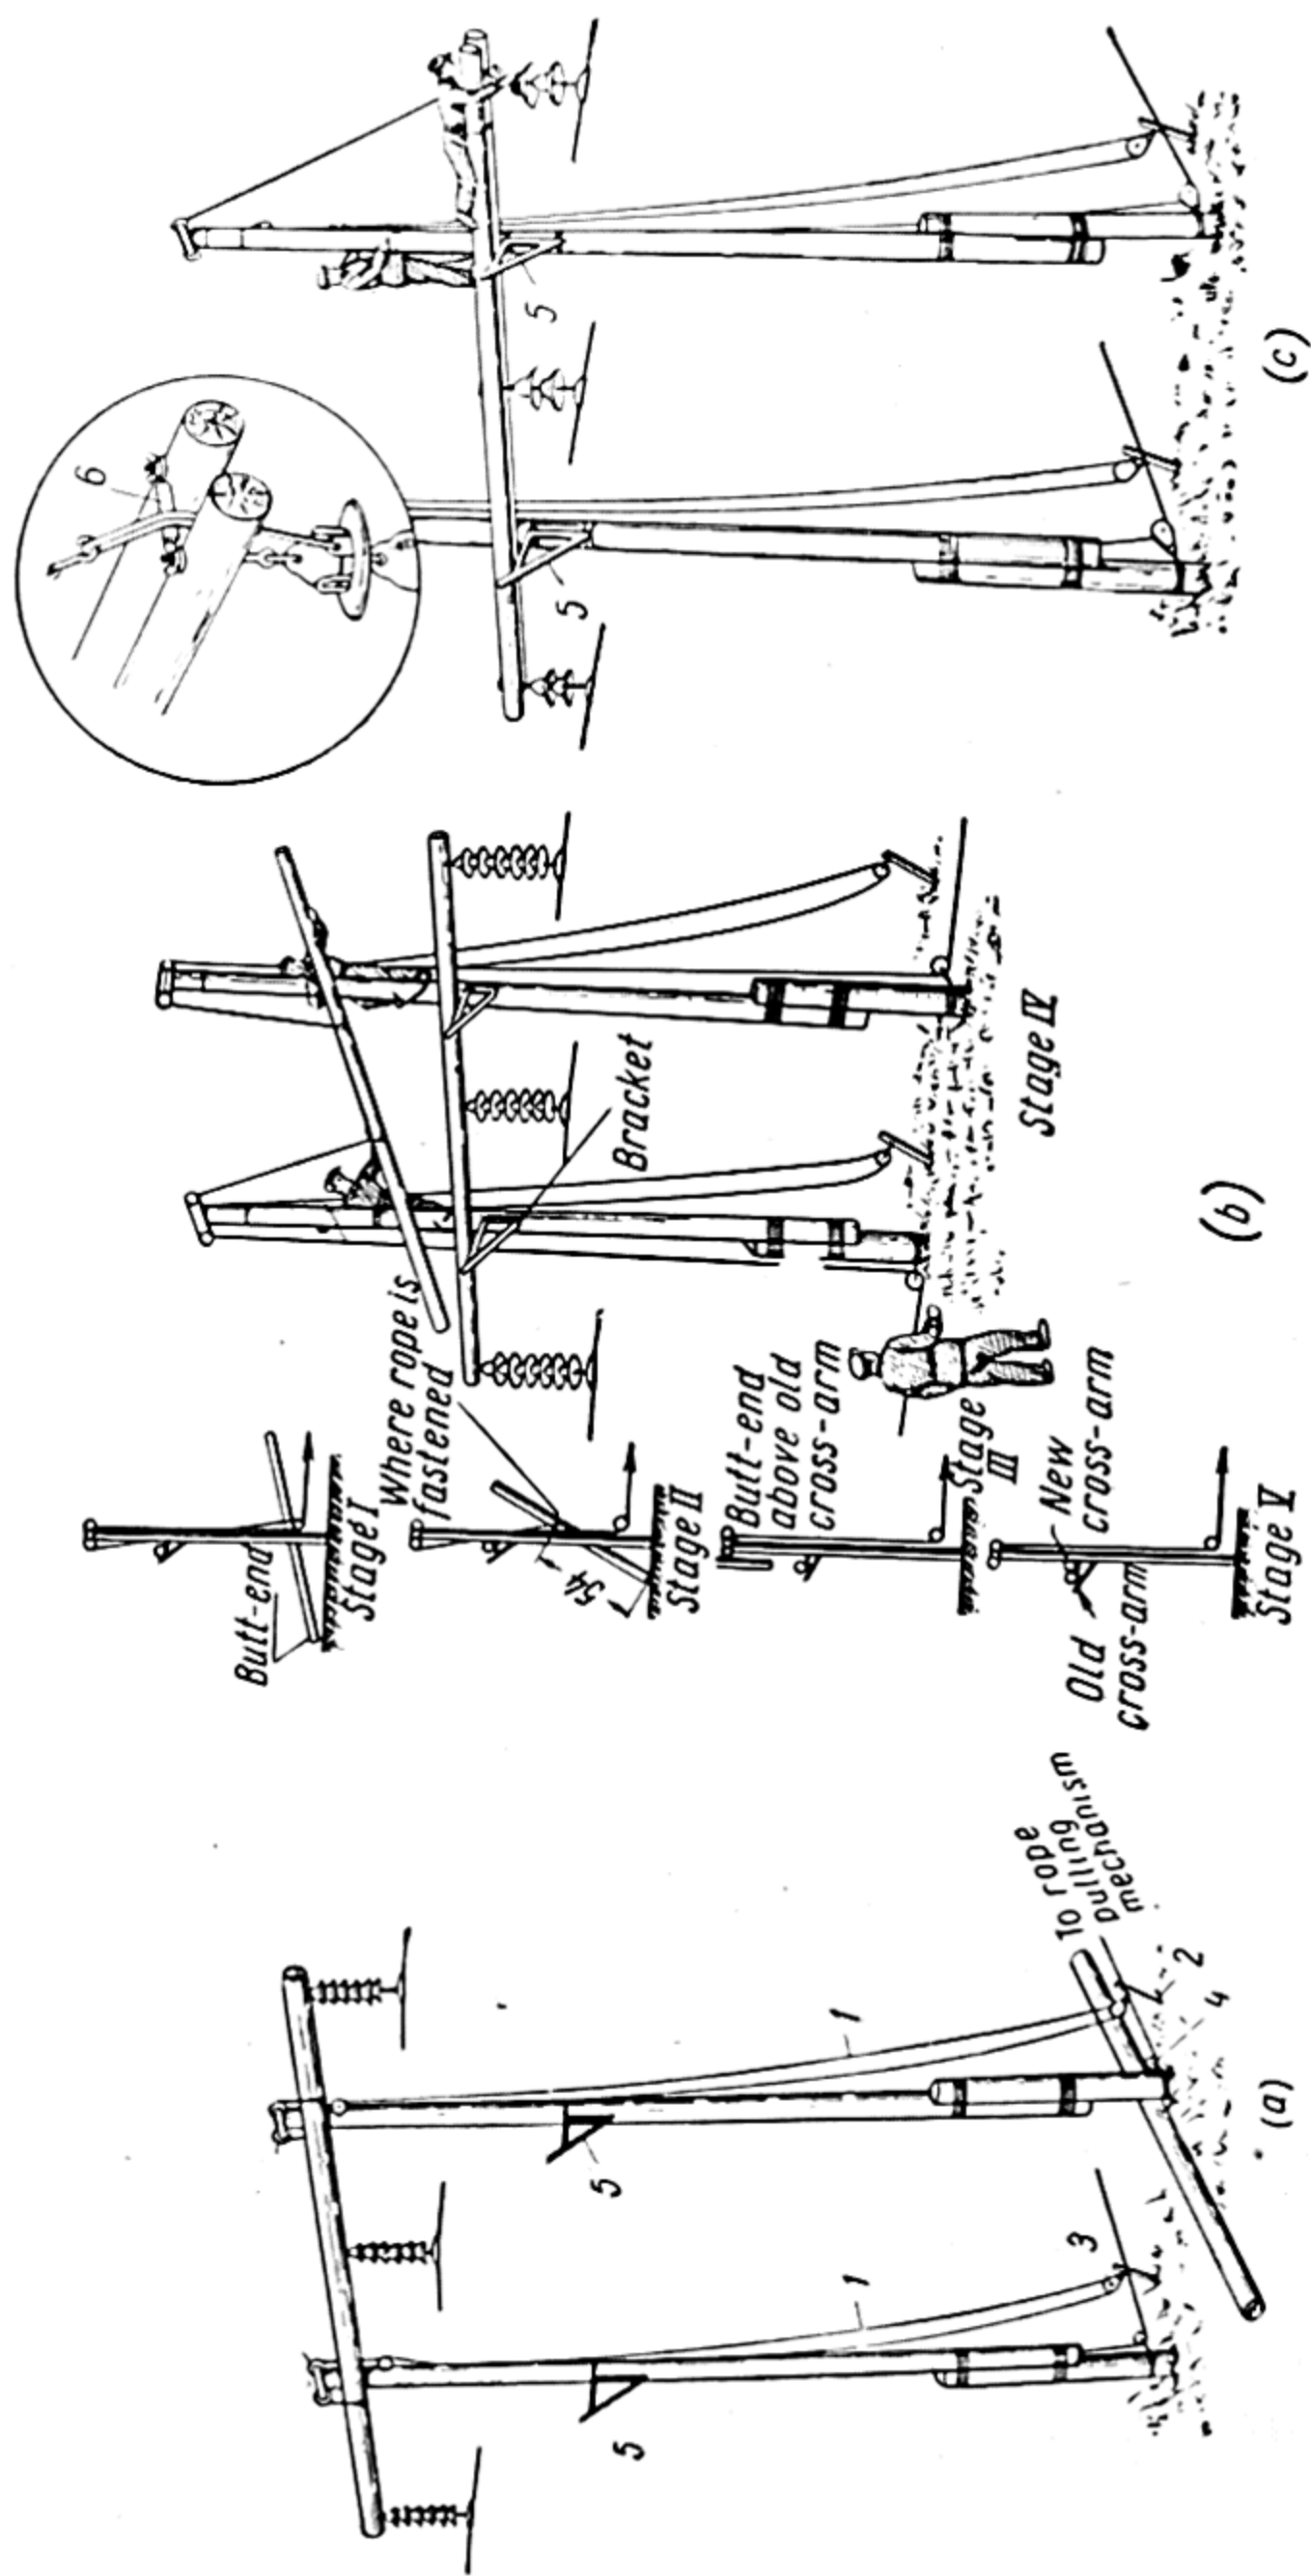 1
1
5
5
3
2
4
To rope
pulling
mechanism
(a)
Butt-end
Stage I
Where rope is
fastened
54
Stage II
Butt-end
above old
cross-arm
Stage
III
Old
cross-arm
New
cross-arm
Stage V
Bracket
Stage IV
(b)
6
5
5
(c)